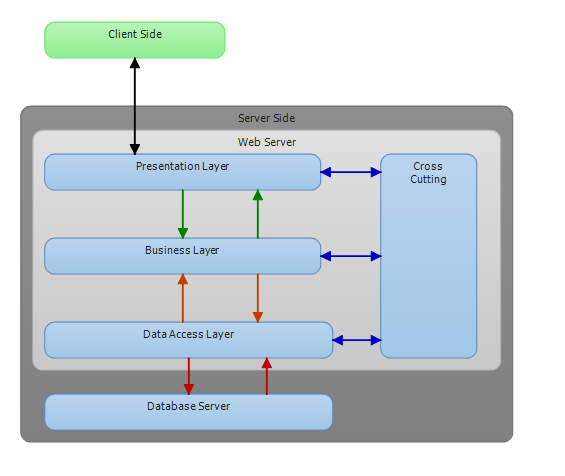 Client Side
Server Side
Web Server
Presentation Layer
Cross
Cutting
Business Layer
Data Access Layer
Database Server